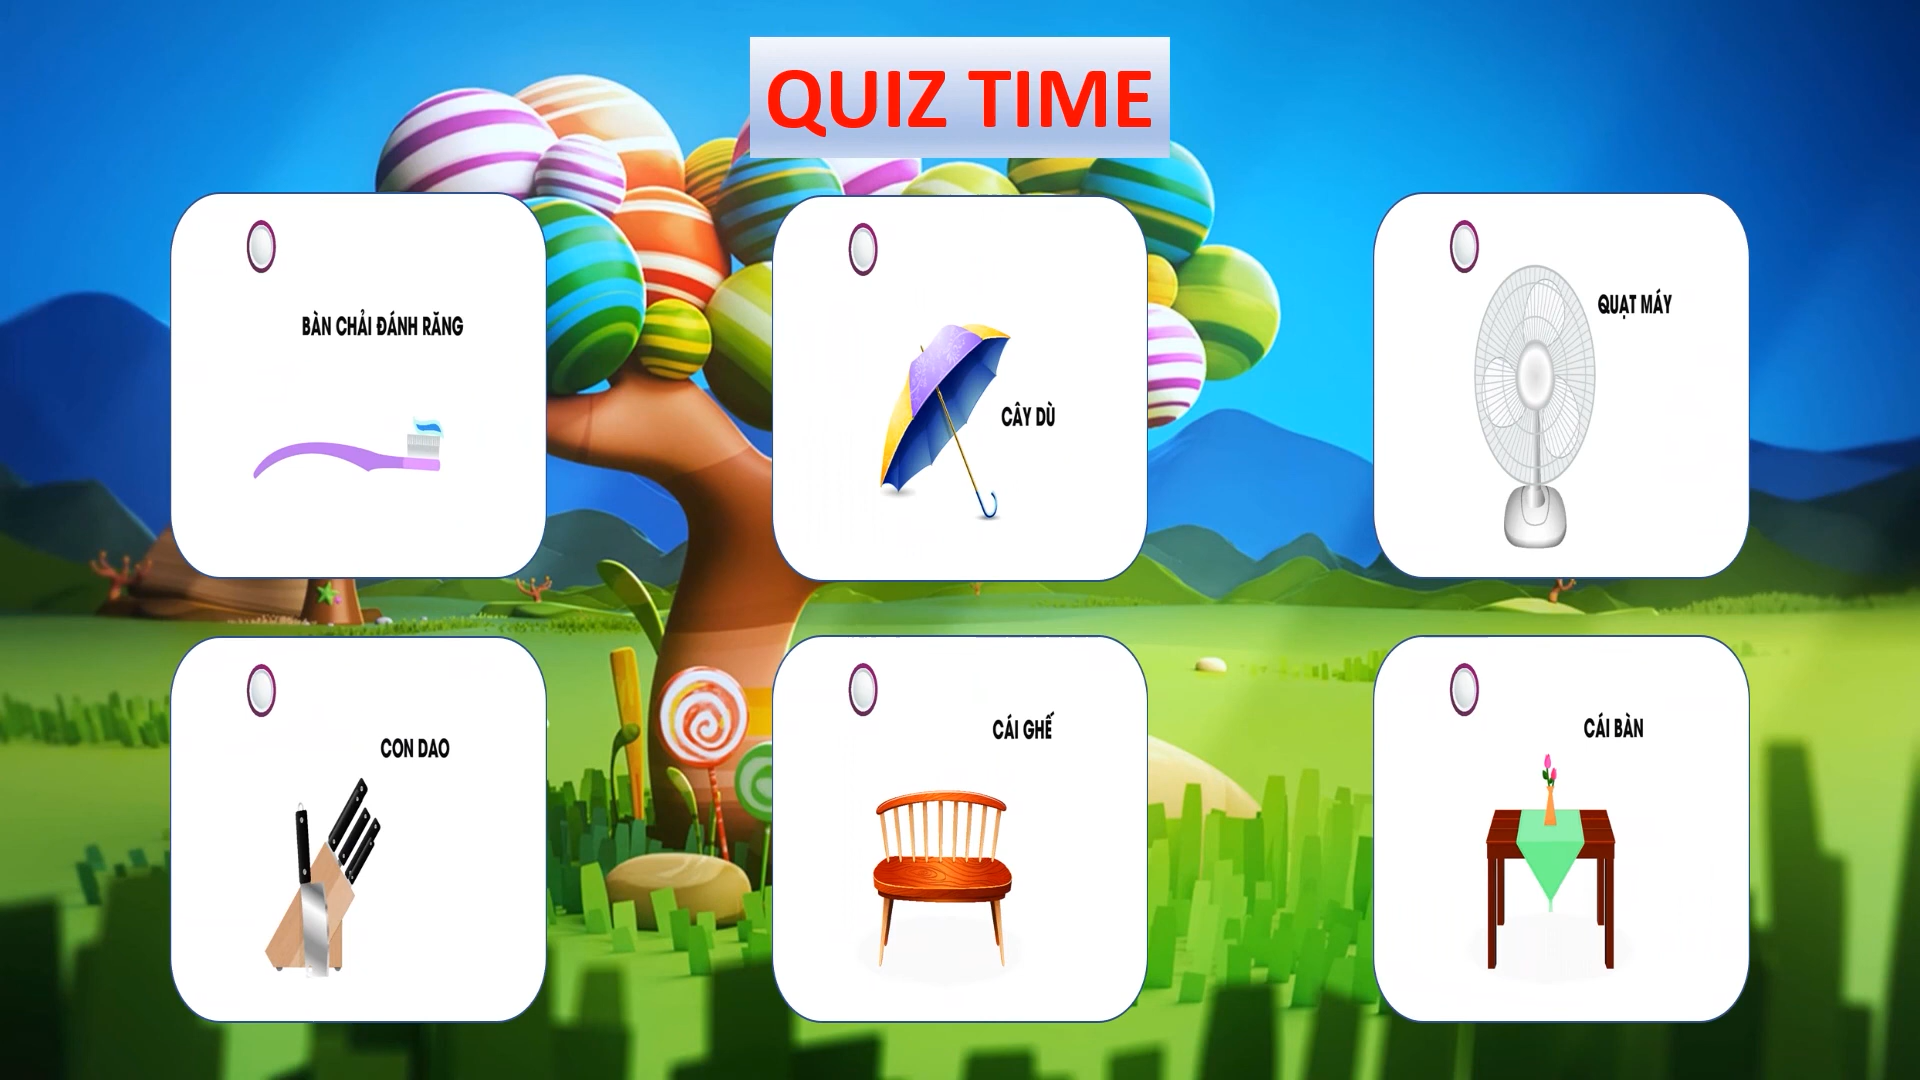 QUIZ TIME
BÀN CHẢI ĐÁNH RĂNG
CÂY DÙ
QUẠT MÁY
CON DAO
CÁI GHẾ
CÁI BÀN